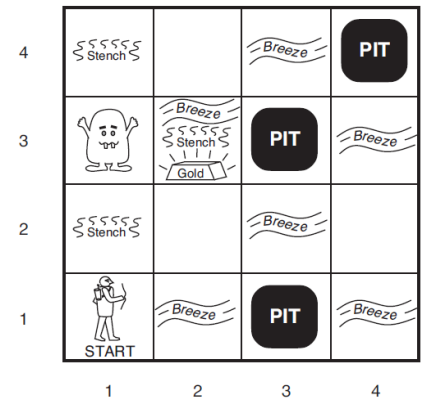 4
Stench
Breeze
PIT
3
Breeze
Stench
Gold
PIT
Breeze
2
Stench
Breeze
1
START
Breeze
PIT
Breeze
1 2 3 4